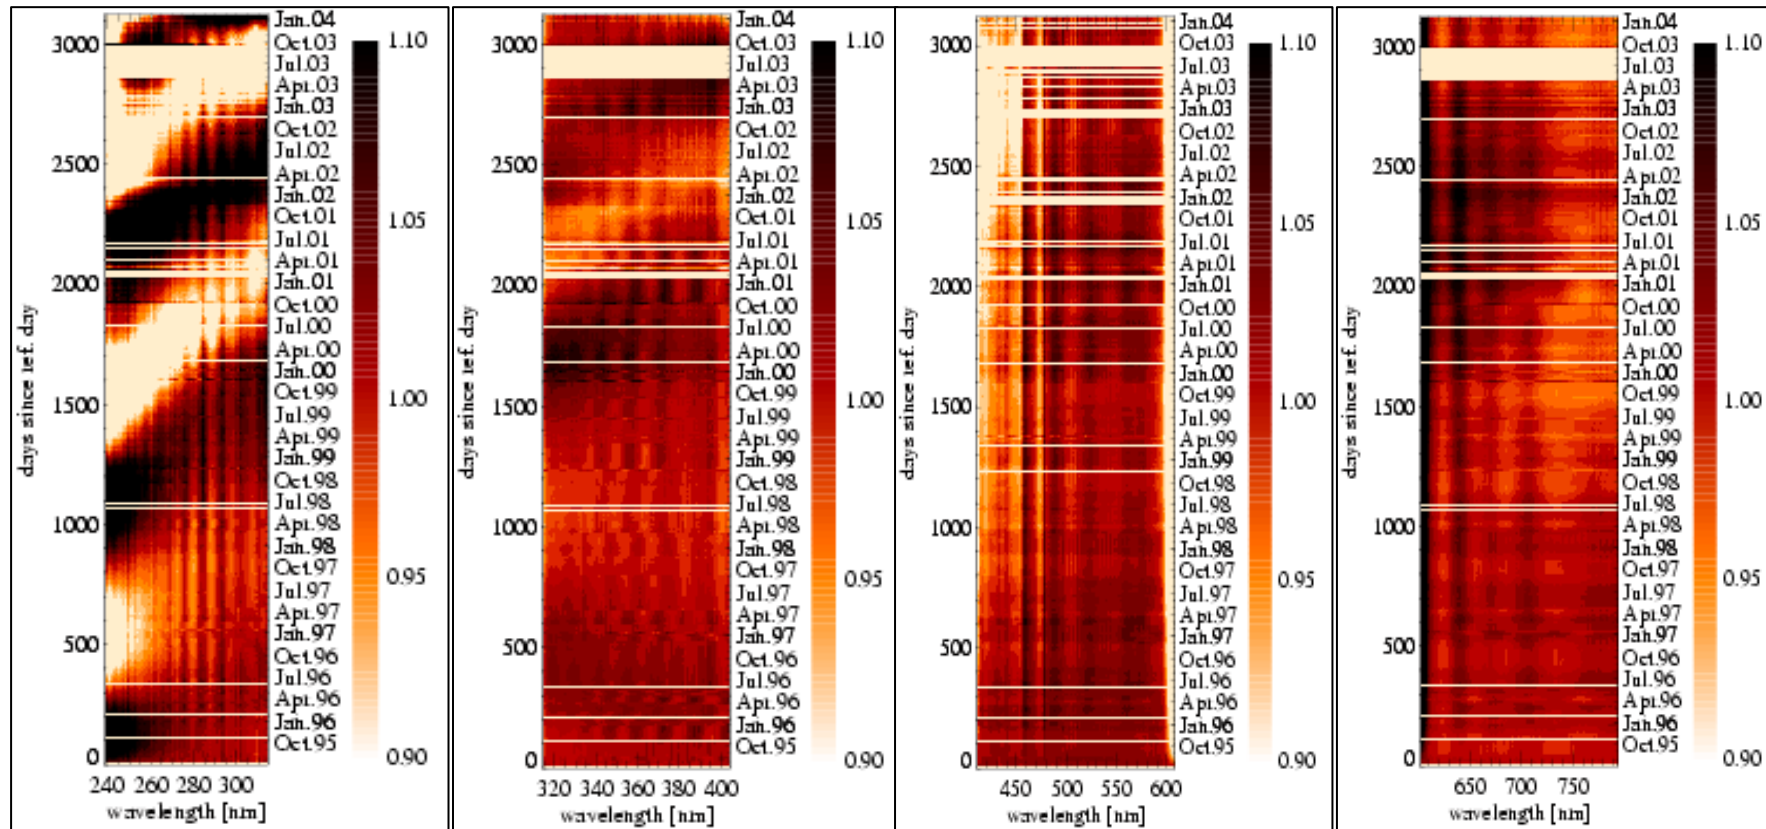 days since ref. day
3000
2500
2000
1500
1000
500
0
Jan.04
Oct.03
Jul.03
Apr.03
Jan.03
Oct.02
Jul.02
Apr.02
Jan.02
Oct.01
Jul.01
Apr.01
Jan.01
Oct.00
Jul.00
Apr.00
Jan.00
Oct.99
Jul.99
Apr.99
Jan.99
Oct.98
Jul.98
Apr.98
Jan.98
Oct.97
Jul.97
Apr.97
Jan.97
Oct.96
Jul.96
Apr.96
Jan.96
Oct.95
1.10
1.05
1.00
0.95
0.90
240 260 280 300
wavelength [nm]
days since ref. day
3000
2500
2000
1500
1000
500
0
Jan.04
Oct.03
Jul.03
Apr.03
Jan.03
Oct.02
Jul.02
Apr.02
Jan.02
Oct.01
Jul.01
Apr.01
Jan.01
Oct.00
Jul.00
Apr.00
Jan.00
Oct.99
Jul.99
Apr.99
Jan.99
Oct.98
Jul.98
Apr.98
Jan.98
Oct.97
Jul.97
Apr.97
Jan.97
Oct.96
Jul.96
Apr.96
Jan.96
Oct.95
1.10
1.05
1.00
0.95
0.90
320 340 360 380 400
wavelength [nm]
days since ref. day
3000
2500
2000
1500
1000
500
0
Jan.04
Oct.03
Jul.03
Apr.03
Jan.03
Oct.02
Jul.02
Apr.02
Jan.02
Oct.01
Jul.01
Apr.01
Jan.01
Oct.00
Jul.00
Apr.00
Jan.00
Oct.99
Jul.99
Apr.99
Jan.99
Oct.98
Jul.98
Apr.98
Jan.98
Oct.97
Jul.97
Apr.97
Jan.97
Oct.96
Jul.96
Apr.96
Jan.96
Oct.95
1.10
1.05
1.00
0.95
0.90
450 500 550 600
wavelength [nm]
days since ref. day
3000
2500
2000
1500
1000
500
0
Jan.04
Oct.03
Jul.03
Apr.03
Jan.03
Oct.02
Jul.02
Apr.02
Jan.02
Oct.01
Jul.01
Apr.01
Jan.01
Oct.00
Jul.00
Apr.00
Jan.00
Oct.99
Jul.99
Apr.99
Jan.99
Oct.98
Jul.98
Apr.98
Jan.98
Oct.97
Jul.97
Apr.97
Jan.97
Oct.96
Jul.96
Apr.96
Jan.96
Oct.95
1.10
1.05
1.00
0.95
0.90
650 700 750
wavelength [nm]